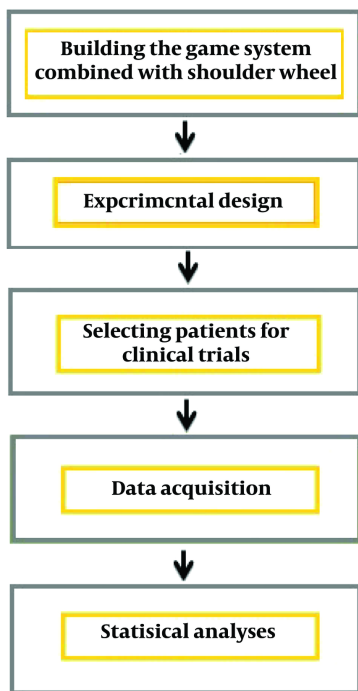 Building the game system
combined with shoulder wheel
Expcrimcntal design
Selecting patients for
clinical trials
Data acquisition
Statisical analyses